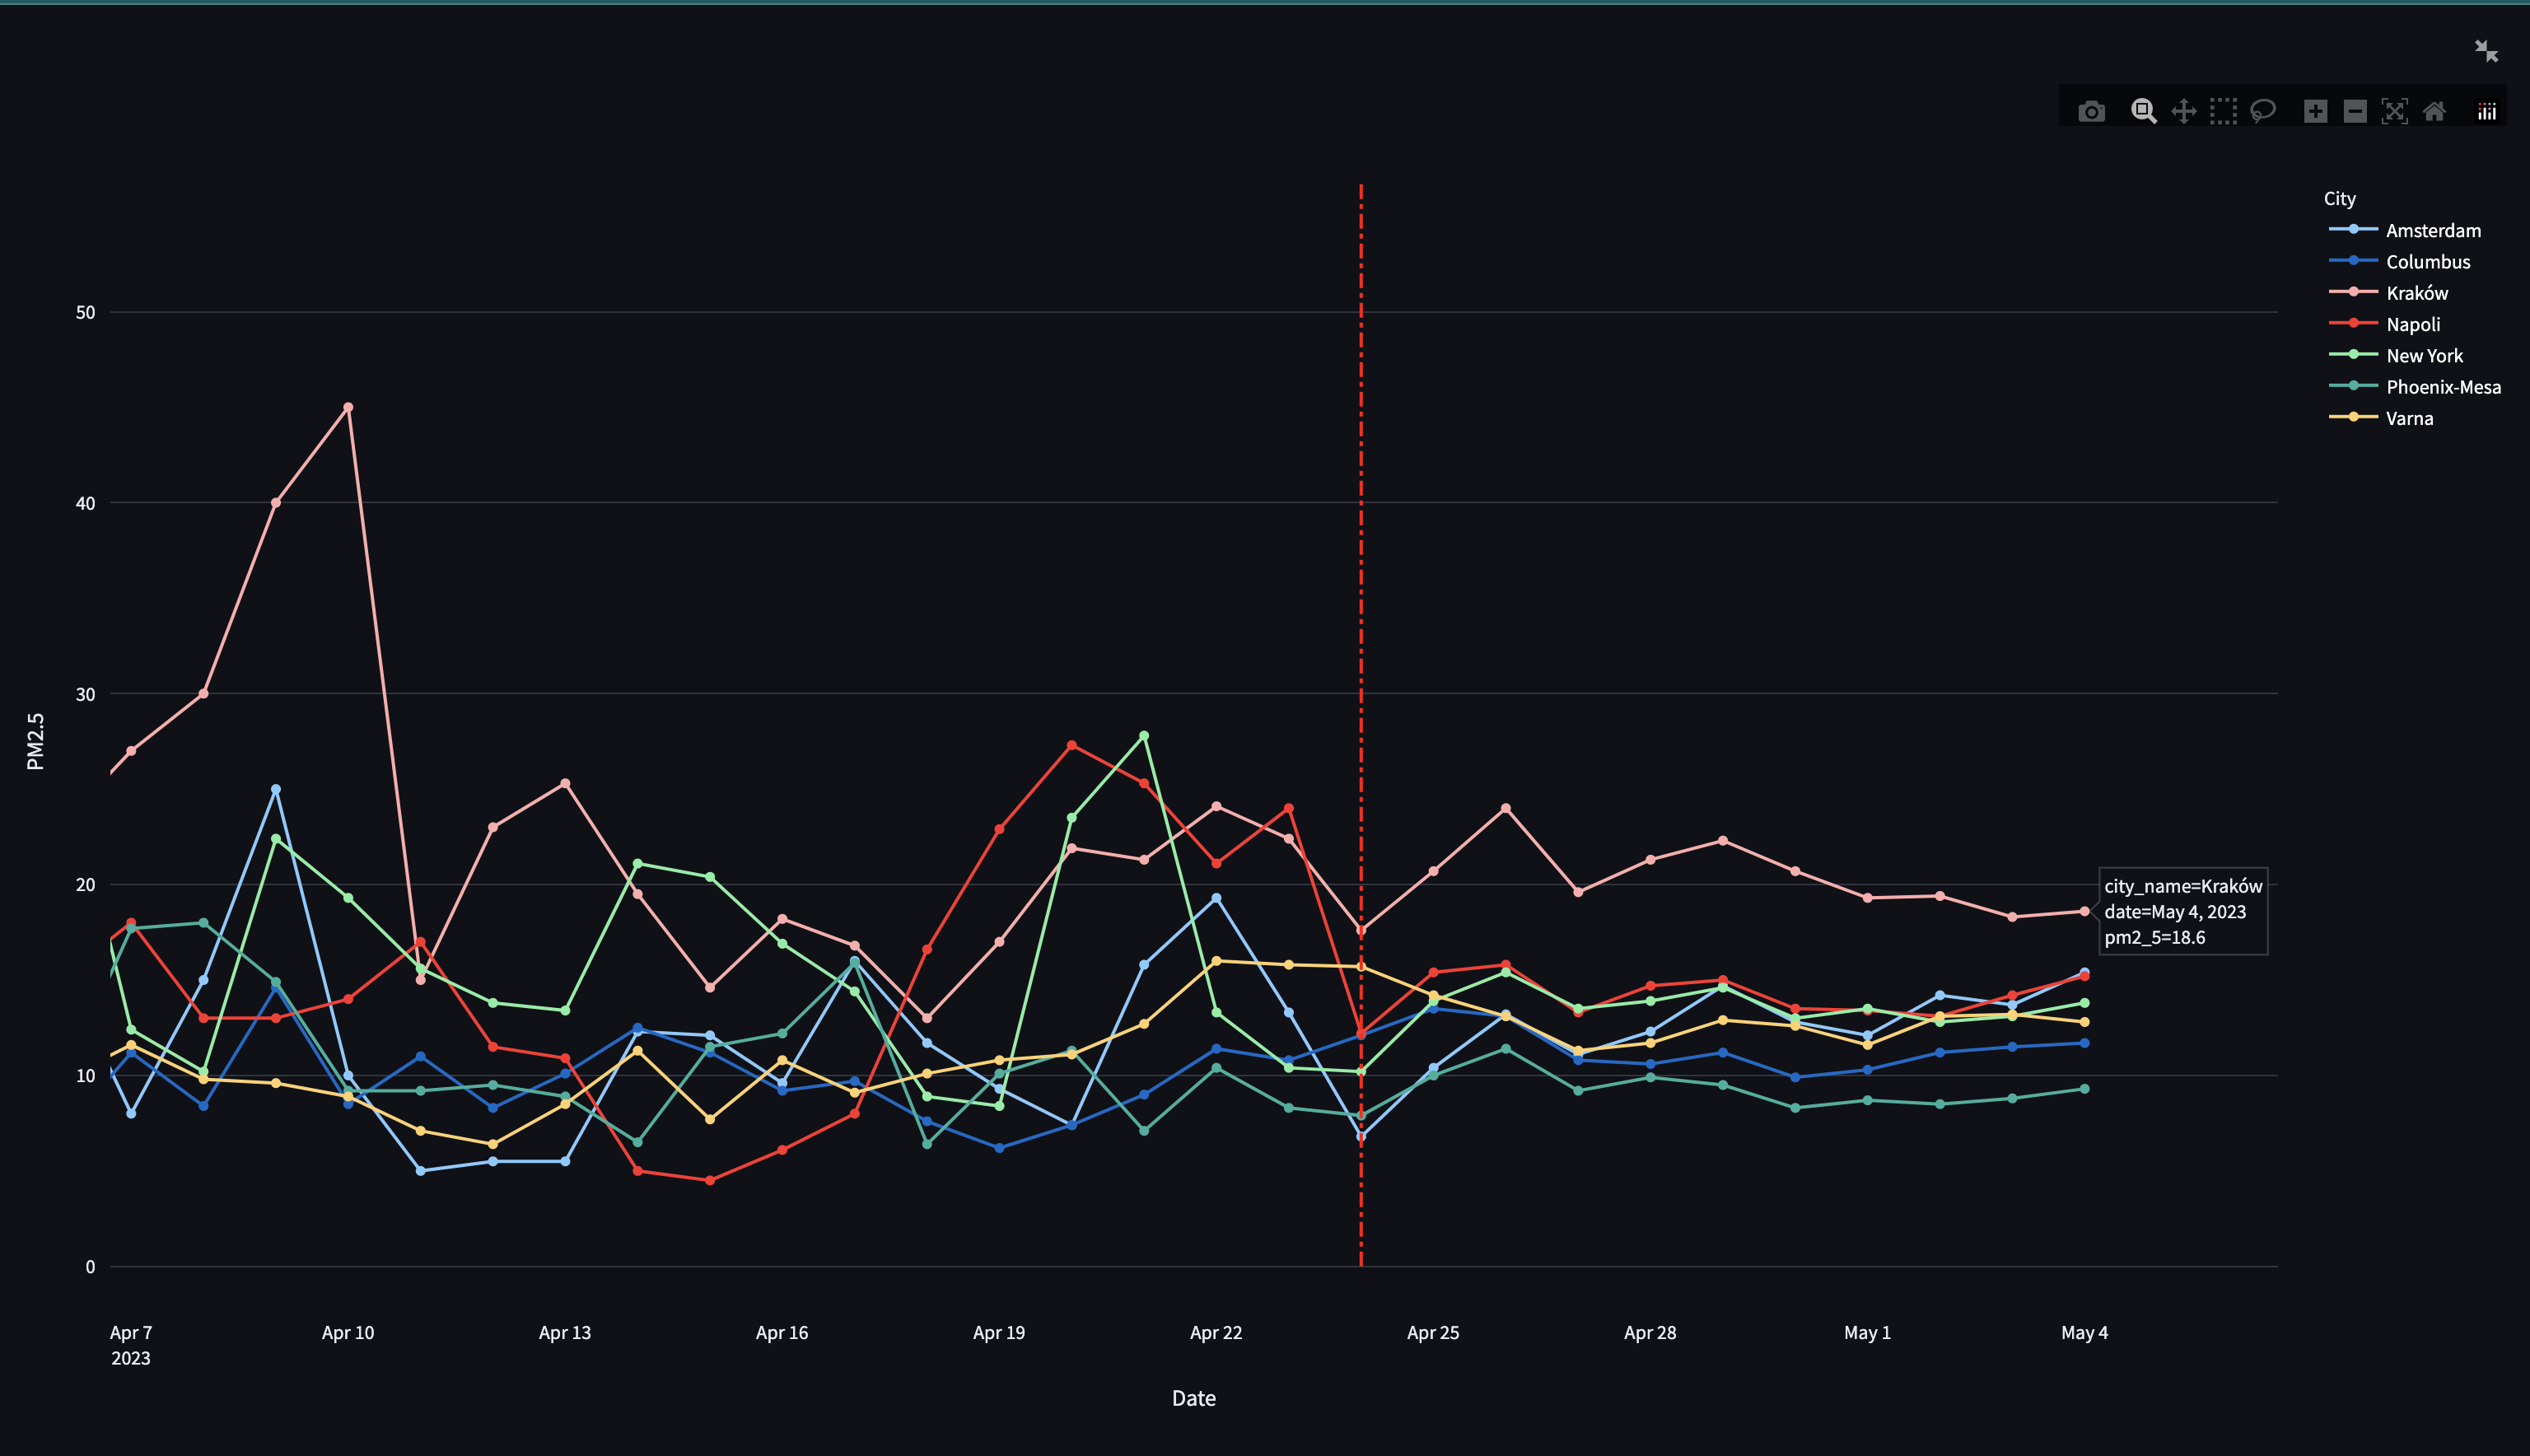 City
Amsterdam
Columbus
Kraków
Napoli
New York
Phoenix-Mesa
Varna
50
40
30
20
10
0
PM2.5
city_name=Kraków
date=May 4, 2023
pm2_5=18.6
Apr 7
2023
Apr 10
Apr 13
Apr 16
Apr 19
Apr 22
Apr 25
Apr 28
May 1
May 4
Date